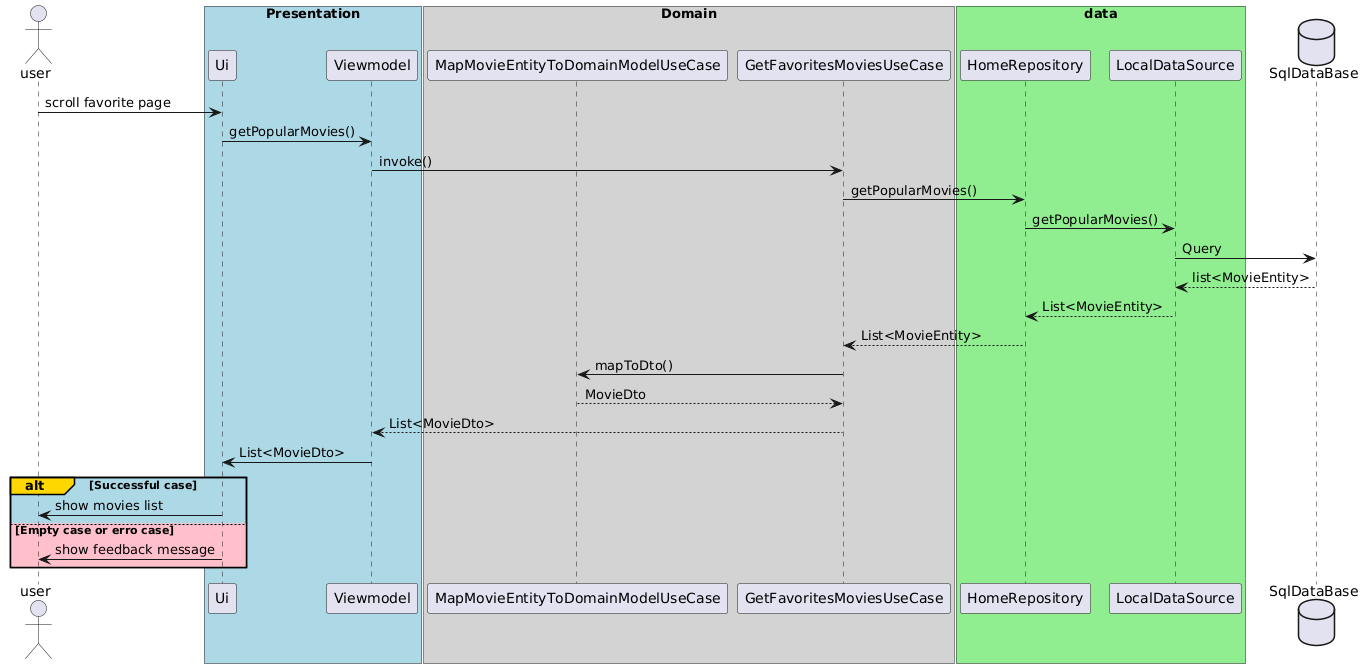 Presentation
Domain
data
user
Ui
Viewmodel
MapMovieEntityToDomainModelUseCase
GetFavoritesMoviesUseCase
HomeRepository
LocalDataSource
SqlDataBase
scroll favorite page
getPopularMovies()
invoke()
getPopularMovies()
getPopularMovies()
Query
list<MovieEntity>
List<MovieEntity>
List<MovieEntity>
mapToDto()
MovieDto
List<MovieDto>
List<MovieDto>
alt [Successful case]
show movies list
[Empty case or erro case]
show feedback message
user
Ui
Viewmodel
MapMovieEntityToDomainModelUseCase
GetFavoritesMoviesUseCase
HomeRepository
LocalDataSource
SqlDataBase